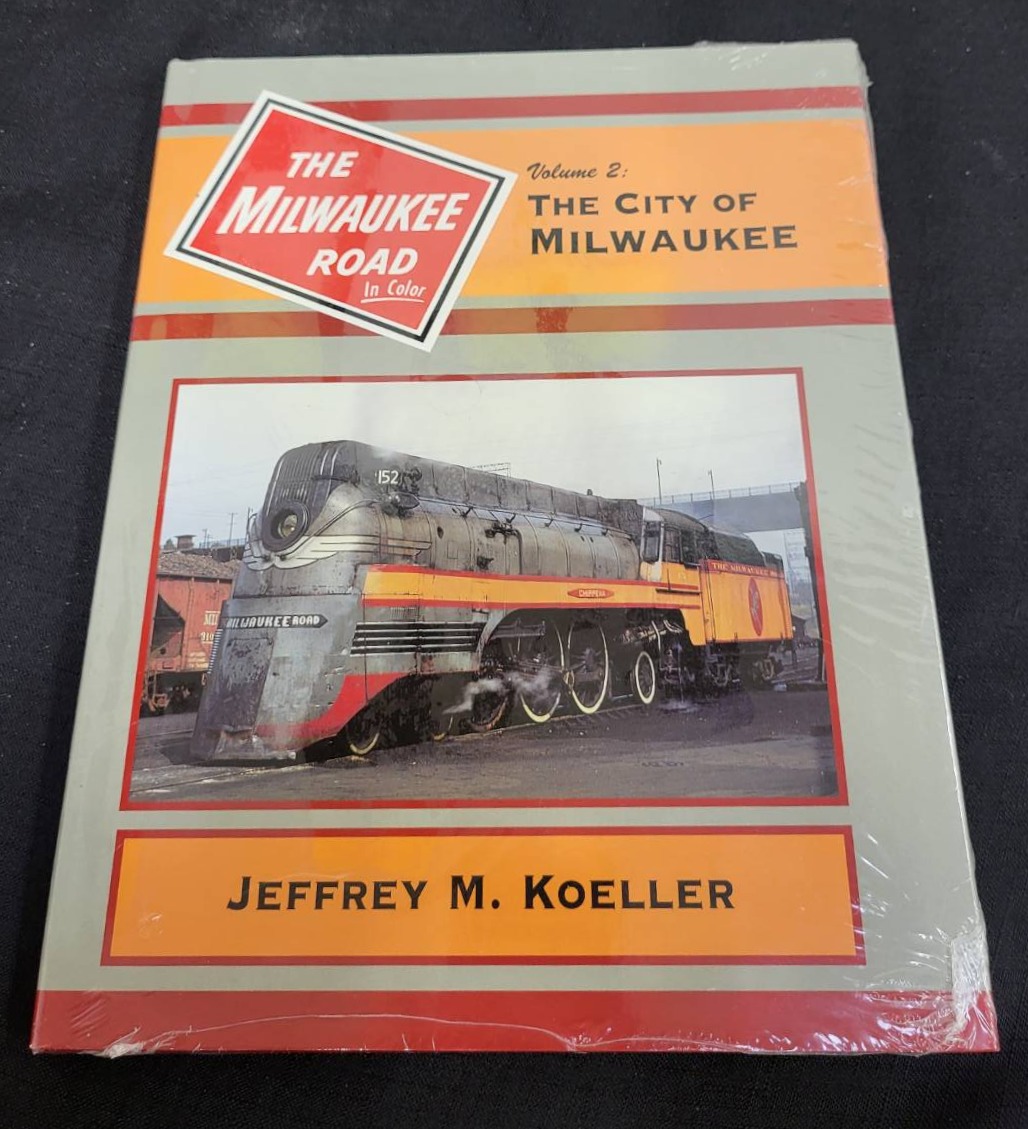 THE
MILWAUKEE
ROAD
In Color
Volume 2:
THE CITY OF
MILWAUKEE
152
CHIPPEWA
THE MILWAUKEE
MILWAUKEE ROAD
JEFFREY M. KOELLER